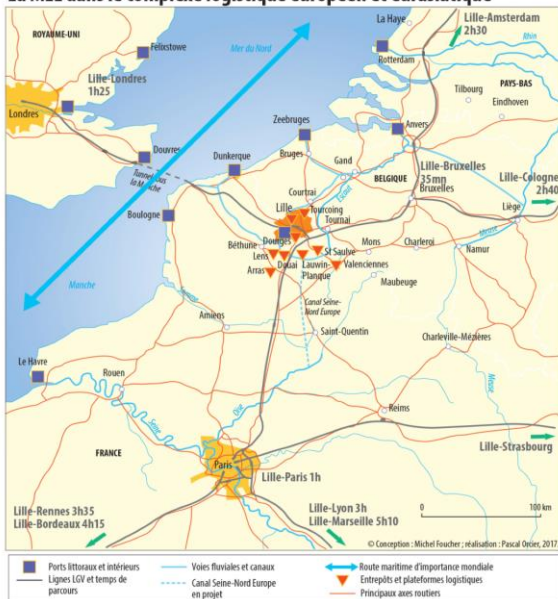 La MEL dans le complexe logistique européen et eurasiatique
ROYAUME-UNI
Felixstowe
Mer du Nord
La Haye
Lille-Amsterdam
2h30
Rotterdam
Rhin
Lille-Londres
1h25
Londres
PAYS-BAS
Tilbourg
Eindhoven
Zeebruges
Anvers
Douvres
Bruges
Tunnel sous
la Manche
Dunkerque
Gand
Lille-Bruxelles
35mn
BELGIQUE
Bruxelles
Lille-Cologne
2h40
Courtrai
Escaut
Boulogne
Lille
Tourcoing
Tournai
Liège
Meuse
Dourges
Béthune
Lens
St Saulve
Mons
Charleroi
Namur
Arras
Douai
Lauwin-
Planque
Valenciennes
Maubeuge
Manche
Canal Seine-
Nord Europe
Amiens
Saint-Quentin
Charleville-Mézières
Le Havre
Rouen
Oise
Meuse
Seine
Reims
FRANCE
Lille-Strasbourg
Paris
Lille-Paris 1h
Lille-Rennes 3h35
Lille-Bordeaux 4h15
Lille-Lyon 3h
Lille-Marseille 5h10
0
100 km
© Conception : Michel Foucher ; réalisation : Pascal Orcier, 2017
Ports littoraux et intérieurs
Lignes LGV et temps de
parcours
Voies fluviales et canaux
Canal Seine-Nord Europe
en projet
Route maritime d'importance mondiale
Entrepôts et plateformes logistiques
Principaux axes routiers